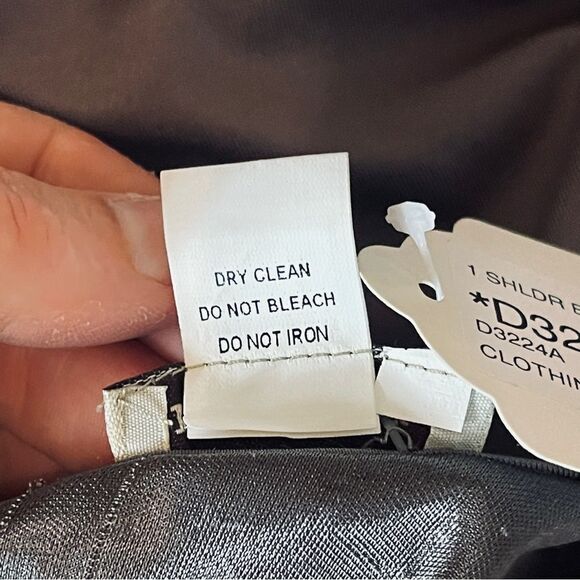 DRY CLEAN
DO NOT BLEACH
DO NOT IRON
1 SHLDR
*D32
D3224A
CLOTHIN